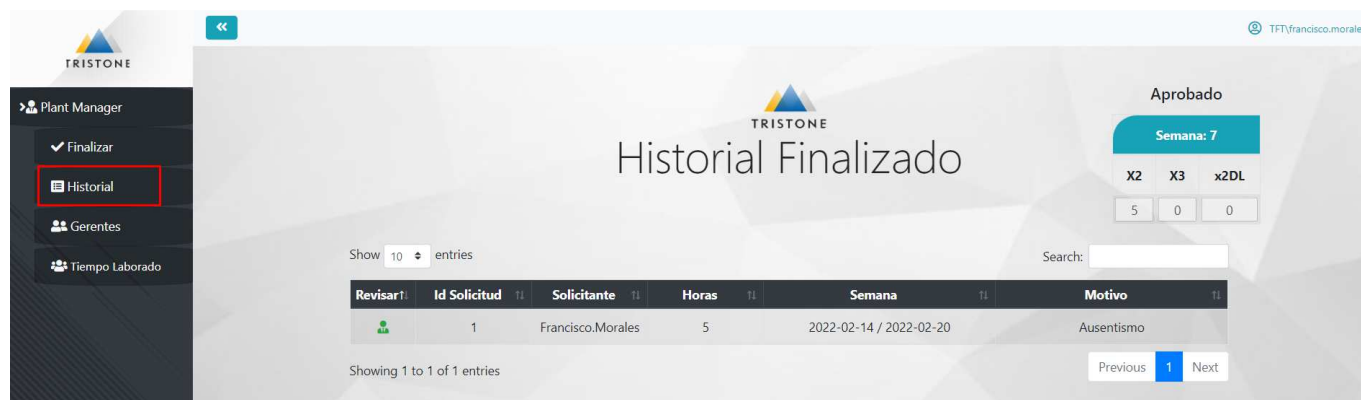 TRISTONE
Plant Manager
Finalizar
Historial
Gerentes
Tiempo Laborado
TFT\francisco.morale
TRISTONE
Historial Finalizado
Aprobado
Semana: 7
X2 X3 x2DL
5 0 0
Show 10 entries
Search:
Revisar Id Solicitud Solicitante Horas Semana Motivo
1 Francisco.Morales 5 2022-02-14 / 2022-02-20 Ausentismo
Showing 1 to 1 of 1 entries
Previous 1 Next